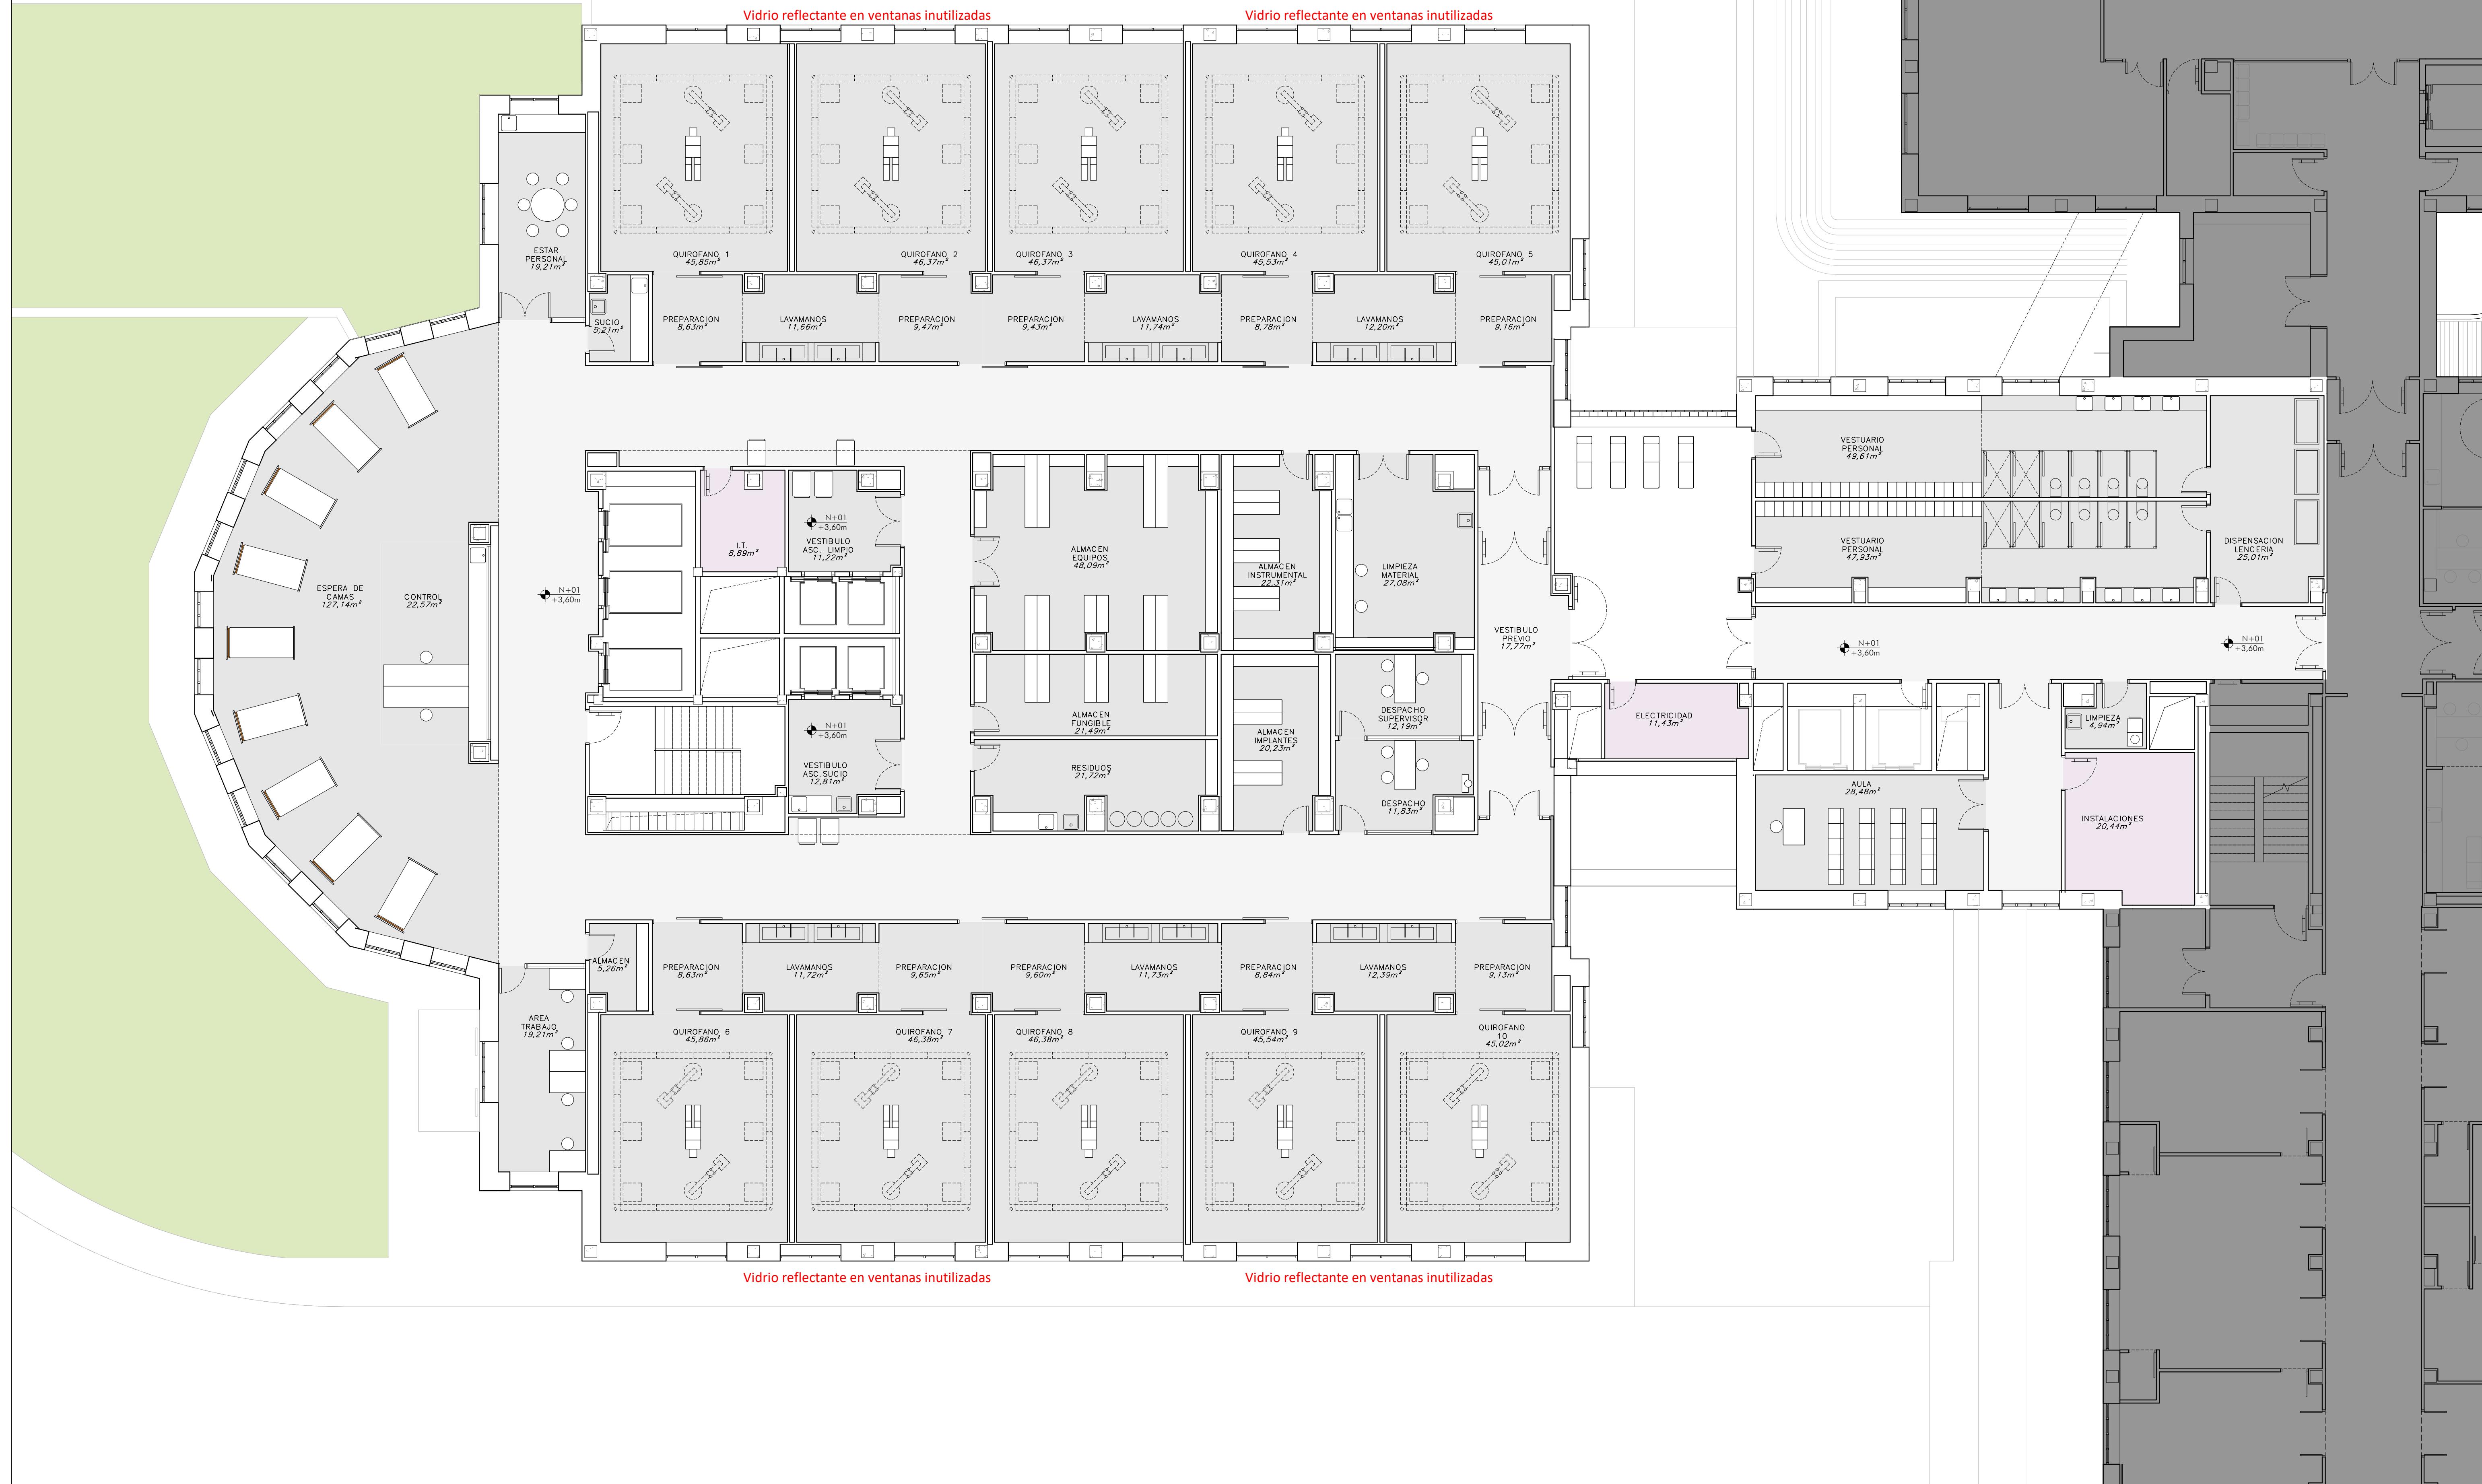 Vidrio reflectante en ventanas inutilizadas
Vidrio reflectante en ventanas inutilizadas
ESTAR
PERSONAL
19,21m²
QUIROFANO 1
45,85m²
QUIROFANO 2
46,37m²
QUIROFANO 3
46,37m²
QUIROFANO 4
45,53m²
QUIROFANO 5
45,01m²
SUCIO
5,21m²
PREPARACION
8,63m²
LAVAMANOS
11,66m²
PREPARACION
9,47m²
PREPARACION
9,43m²
LAVAMANOS
11,74m²
PREPARACION
8,78m²
LAVAMANOS
12,20m²
PREPARACION
9,16m²
VESTUARIO
PERSONAL
49,61m²
VESTUARIO
PERSONAL
47,93m²
DISPENSACION
LENCERIA
25,01m²
I.T.
8,89m²
N+01
+3,60m
VESTIBULO
ASC. LIMPIO
11,22m²
ALMACEN
EQUIPOS
48,09m²
ALMACEN
INSTRUMENTAL
22,31m²
LIMPIEZA
MATERIAL
27,08m²
ESPERA DE
CAMAS
127,14m²
CONTROL
22,57m²
N+01
+3,60m
VESTIBULO
PREVIO
17,77m²
N+01
+3,60m
N+01
+3,60m
N+01
+3,60m
VESTIBULO
ASC.SUCIO
12,81m²
ALMACEN
FUNGIBLE
21,49m²
RESIDUOS
21,72m²
ALMACEN
IMPLANTES
20,23m²
DESPACHO
SUPERVISOR
12,19m²
DESPACHO
11,83m²
ELECTRICIDAD
11,43m²
LIMPIEZA
4,94m²
AULA
28,48m²
INSTALACIONES
20,44m²
ALMACEN
5,26m²
PREPARACION
8,63m²
LAVAMANOS
11,72m²
PREPARACION
9,65m²
PREPARACION
9,60m²
LAVAMANOS
11,73m²
PREPARACION
8,84m²
LAVAMANOS
12,39m²
PREPARACION
9,13m²
AREA
TRABAJO
19,21m²
QUIROFANO 6
45,86m²
QUIROFANO 7
46,38m²
QUIROFANO 8
46,38m²
QUIROFANO 9
45,54m²
QUIROFANO
10
45,02m²
Vidrio reflectante en ventanas inutilizadas
Vidrio reflectante en ventanas inutilizadas